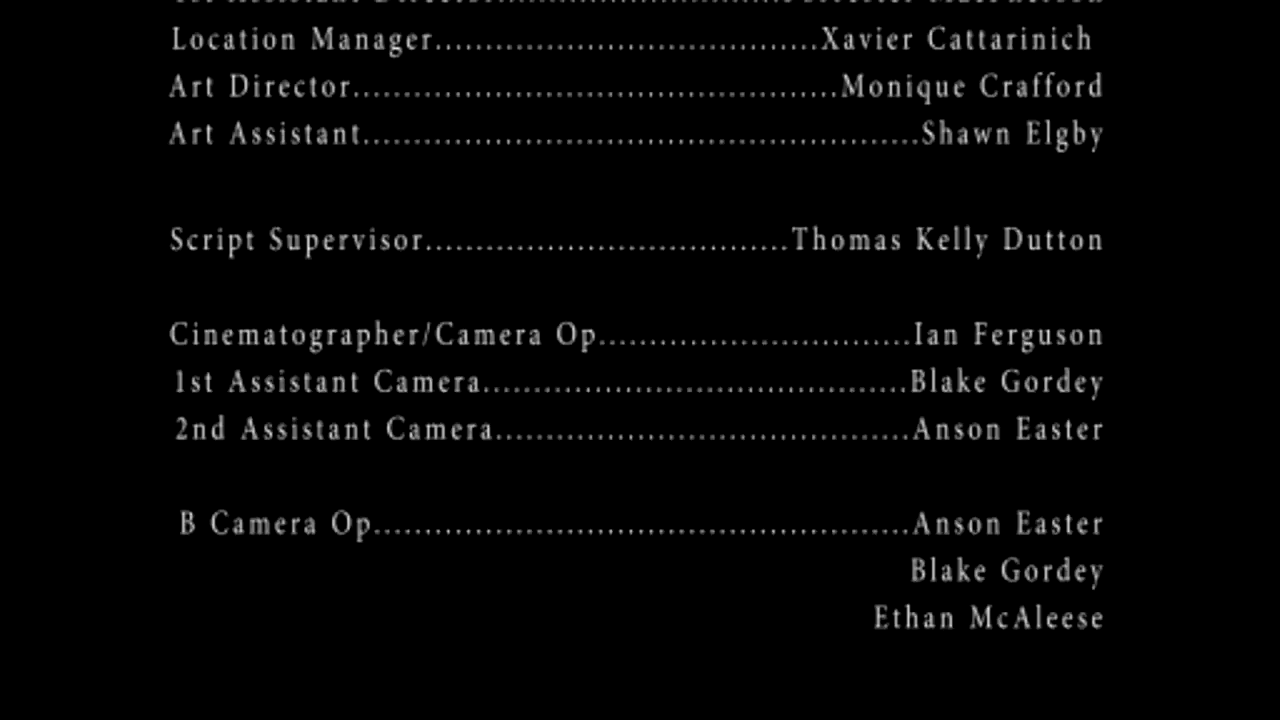 Location Manager......................................Xavier Cattarinich
Art Director................................................Monique Crafford
Art Assistant.......................................................Shawn Elgby
Script Supervisor....................................Thomas Kelly Dutton
Cinematographer/Camera Op...............................Ian Ferguson
1st Assistant Camera..........................................Blake Gordey
2nd Assistant Camera.........................................Anson Easter
B Camera Op.....................................................Anson Easter
Blake Gordey
Ethan McAleese